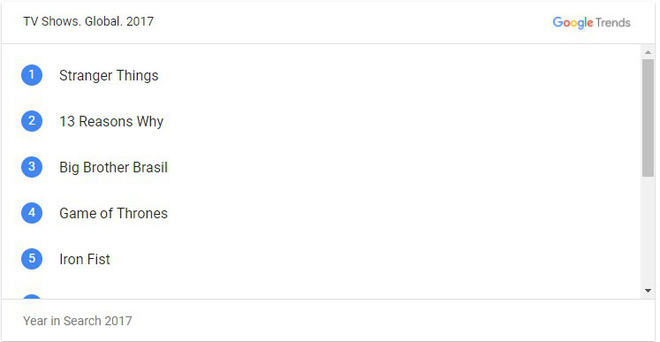 TV Shows. Global. 2017
Google Trends
1 Stranger Things
2 13 Reasons Why
3 Big Brother Brasil
4 Game of Thrones
5 Iron Fist
Year in Search 2017